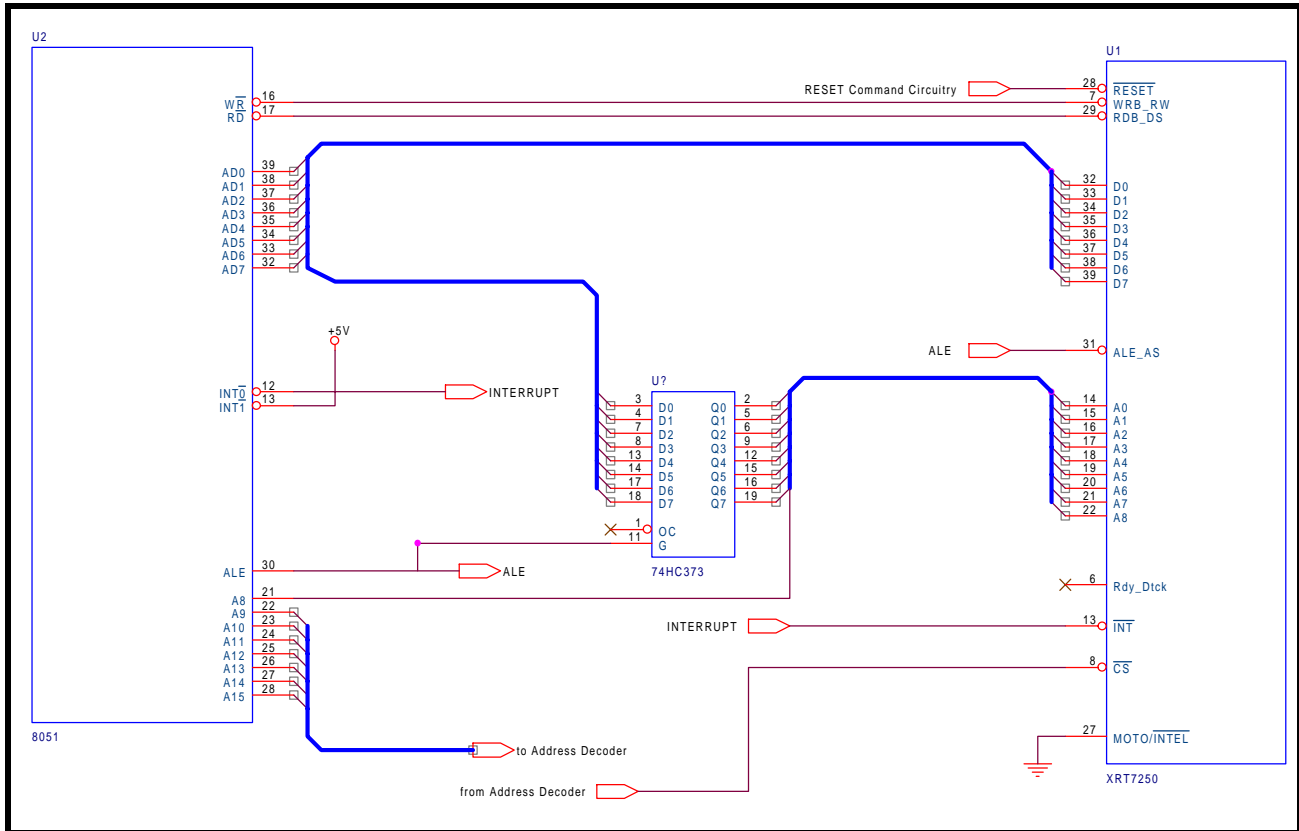 U2
U1
RESET Command Circuitry
28 RESET
16 WR
7 WRB_RW
17 RD
29 RDB_DS
AD0 39
AD1 38
AD2 37
AD3 36
AD4 35
AD5 34
AD6 33
AD7 32
32 D0
33 D1
34 D2
35 D3
36 D4
37 D5
38 D6
39 D7
+5V
ALE
31 ALE_AS
INT0 12
INTERRUPT
INT1 13
U?
3 D0 Q0 2
4 D1 Q1 5
7 D2 Q2 6
8 D3 Q3 9
13 D4 Q4 12
14 D5 Q5 15
17 D6 Q6 16
18 D7 Q7 19
1 OC
11 G
74HC373
14 A0
15 A1
16 A2
17 A3
18 A4
19 A5
20 A6
21 A7
22 A8
ALE 30
ALE
A8 21
A9 22
A10 23
A11 24
A12 25
A13 26
A14 27
A15 28
6 Rdy_Dtck
INTERRUPT
13 INT
8 CS
27 MOTO/INTEL
8051
to Address Decoder
from Address Decoder
XRT7250